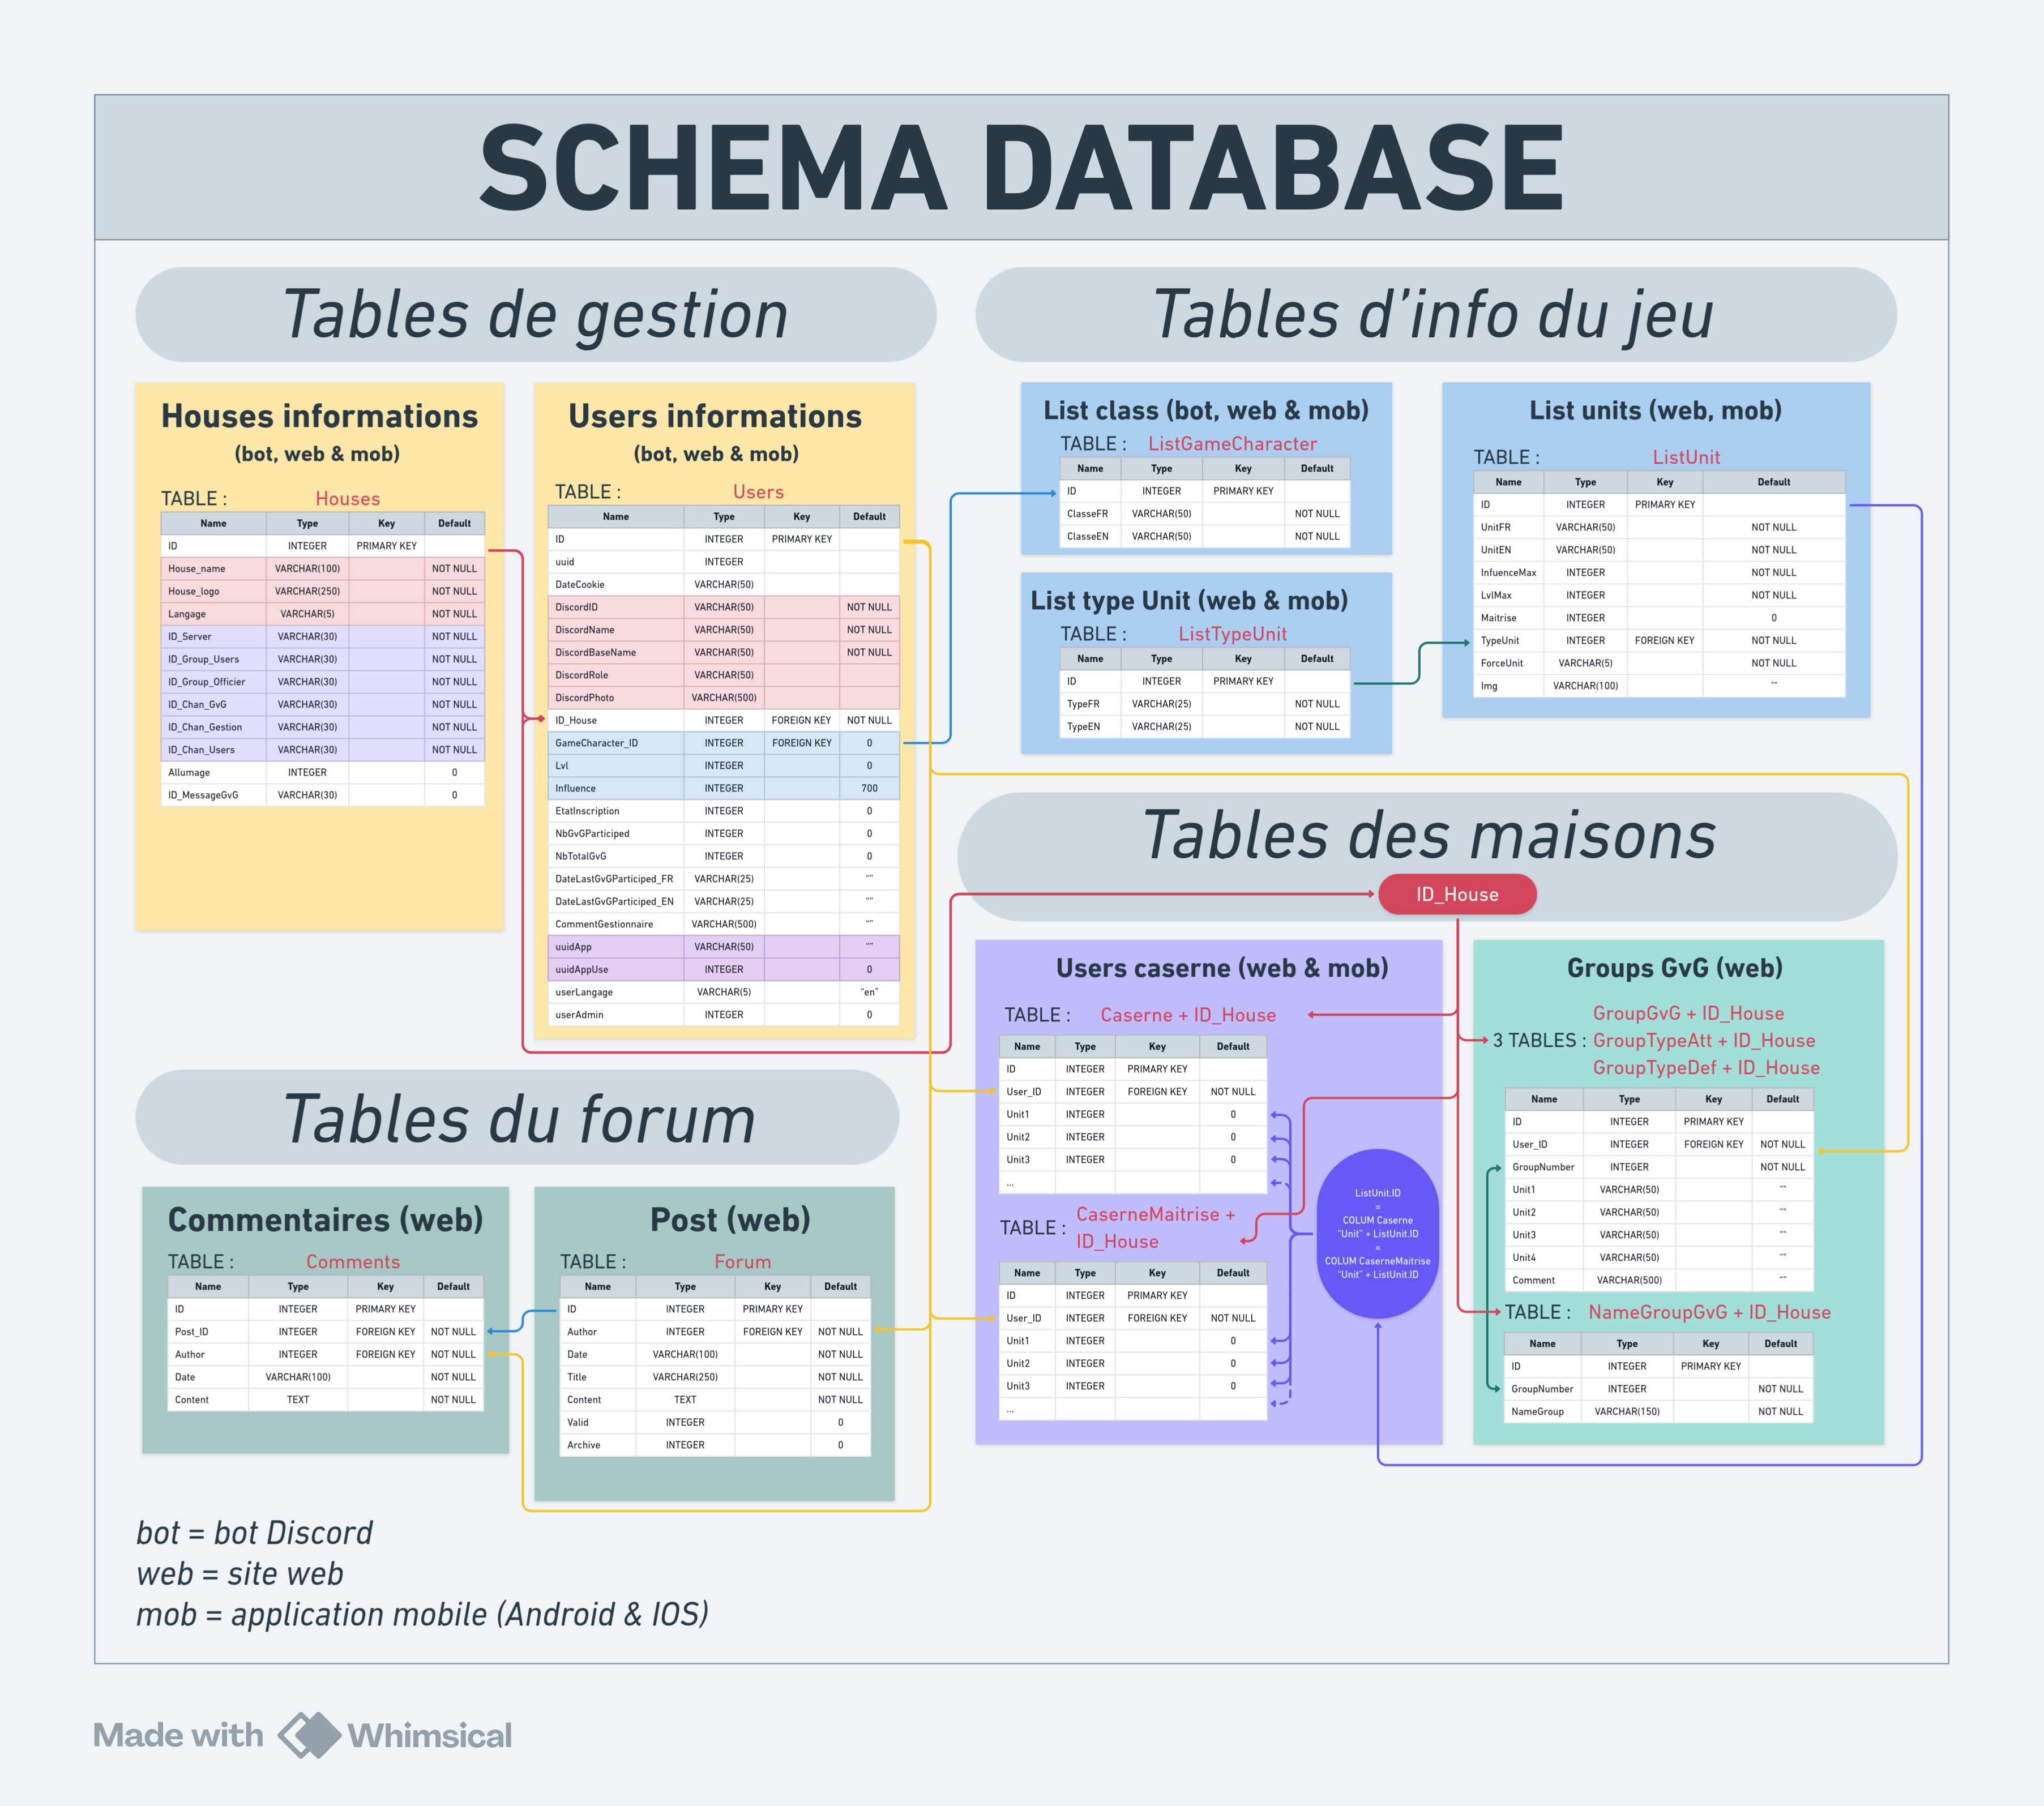 SCHEMA DATABASE
Tables de gestion
Houses informations
(bot, web & mob)
TABLE : Houses
Name Type Key Default
ID INTEGER PRIMARY KEY
House_name VARCHAR(100) NOT NULL
House_logo VARCHAR(250) NOT NULL
Langage VARCHAR(5) NOT NULL
ID_Server VARCHAR(30) NOT NULL
ID_Group_Users VARCHAR(30) NOT NULL
ID_Group_Officier VARCHAR(30) NOT NULL
ID_Chan_GvG VARCHAR(30) NOT NULL
ID_Chan_Gestion VARCHAR(30) NOT NULL
ID_Chan_Users VARCHAR(30) NOT NULL
Allumage INTEGER 0
ID_MessageGvG VARCHAR(30) 0
Users informations
(bot, web & mob)
TABLE : Users
Name Type Key Default
ID INTEGER PRIMARY KEY
uuid INTEGER
DateCookie VARCHAR(50)
DiscordID VARCHAR(50) NOT NULL
DiscordName VARCHAR(50) NOT NULL
DiscordBaseName VARCHAR(50) NOT NULL
DiscordRole VARCHAR(50)
DiscordPhoto VARCHAR(500)
ID_House INTEGER FOREIGN KEY NOT NULL
GameCharacter_ID INTEGER FOREIGN KEY 0
Lvl INTEGER 0
Influence INTEGER 700
EtatInscription INTEGER 0
NbGvGParticiped INTEGER 0
NbTotalGvG INTEGER 0
DateLastGvGParticiped_FR VARCHAR(25) ""
DateLastGvGParticiped_EN VARCHAR(25) ""
CommentGestionnaire VARCHAR(500) ""
uuidApp VARCHAR(50) ""
uuidAppUse INTEGER 0
userLangage VARCHAR(5) "en"
userAdmin INTEGER 0
Tables d’info du jeu
List class (bot, web & mob)
TABLE : ListGameCharacter
Name Type Key Default
ID INTEGER PRIMARY KEY
ClasseFR VARCHAR(50) NOT NULL
ClasseEN VARCHAR(50) NOT NULL
List type Unit (web & mob)
TABLE : ListTypeUnit
Name Type Key Default
ID INTEGER PRIMARY KEY
TypeFR VARCHAR(25) NOT NULL
TypeEN VARCHAR(25) NOT NULL
List units (web, mob)
TABLE : ListUnit
Name Type Key Default
ID INTEGER PRIMARY KEY
UnitFR VARCHAR(50) NOT NULL
UnitEN VARCHAR(50) NOT NULL
InfuenceMax INTEGER NOT NULL
LvlMax INTEGER NOT NULL
Maitrise INTEGER 0
TypeUnit INTEGER FOREIGN KEY NOT NULL
ForceUnit VARCHAR(5) NOT NULL
Img VARCHAR(100) ""
Tables des maisons
ID_House
Users caserne (web & mob)
TABLE : Caserne + ID_House
Name Type Key Default
ID INTEGER PRIMARY KEY
User_ID INTEGER FOREIGN KEY NOT NULL
Unit1 INTEGER 0
Unit2 INTEGER 0
Unit3 INTEGER 0
...
TABLE : CaserneMaitrise +
ID_House
Name Type Key Default
ID INTEGER PRIMARY KEY
User_ID INTEGER FOREIGN KEY NOT NULL
Unit1 INTEGER 0
Unit2 INTEGER 0
Unit3 INTEGER 0
...
ListUnit.ID
=
COLUM Caserne
"Unit" + ListUnit.ID
=
COLUM CaserneMaitrise
"Unit" + ListUnit.ID
Groups GvG (web)
GroupGvG + ID_House
3 TABLES : GroupTypeAtt + ID_House
GroupTypeDef + ID_House
Name Type Key Default
ID INTEGER PRIMARY KEY
User_ID INTEGER FOREIGN KEY NOT NULL
GroupNumber INTEGER NOT NULL
Unit1 VARCHAR(50) ""
Unit2 VARCHAR(50) ""
Unit3 VARCHAR(50) ""
Unit4 VARCHAR(50) ""
Comment VARCHAR(500) ""
TABLE : NameGroupGvG + ID_House
Name Type Key Default
ID INTEGER PRIMARY KEY
GroupNumber INTEGER NOT NULL
NameGroup VARCHAR(150) NOT NULL
Tables du forum
Commentaires (web)
TABLE : Comments
Name Type Key Default
ID INTEGER PRIMARY KEY
Post_ID INTEGER FOREIGN KEY NOT NULL
Author INTEGER FOREIGN KEY NOT NULL
Date VARCHAR(100) NOT NULL
Content TEXT NOT NULL
Post (web)
TABLE : Forum
Name Type Key Default
ID INTEGER PRIMARY KEY
Author INTEGER FOREIGN KEY NOT NULL
Date VARCHAR(100) NOT NULL
Title VARCHAR(250) NOT NULL
Content TEXT NOT NULL
Valid INTEGER 0
Archive INTEGER 0
bot = bot Discord
web = site web
mob = application mobile (Android & IOS)
Made with Whimsical